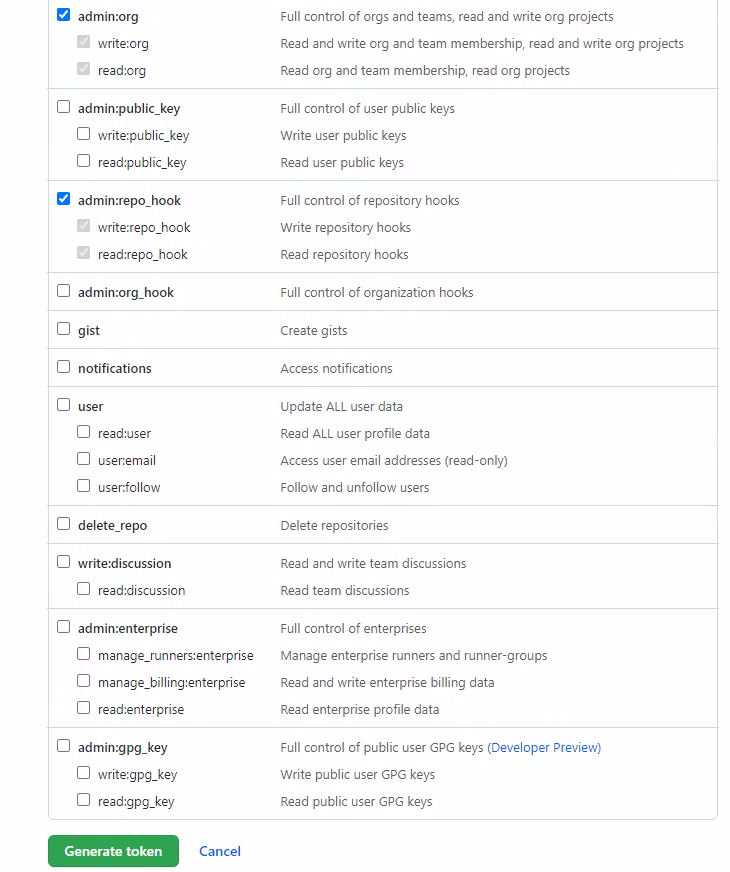 admin:org Full control of orgs and teams, read and write org projects
write:org Read and write org and team membership, read and write org projects
read:org Read org and team membership, read org projects
admin:public_key Full control of user public keys
write:public_key Write user public keys
read:public_key Read user public keys
admin:repo_hook Full control of repository hooks
write:repo_hook Write repository hooks
read:repo_hook Read repository hooks
admin:org_hook Full control of organization hooks
gist Create gists
notifications Access notifications
user Update ALL user data
read:user Read ALL user profile data
user:email Access user email addresses (read-only)
user:follow Follow and unfollow users
delete_repo Delete repositories
write:discussion Read and write team discussions
read:discussion Read team discussions
admin:enterprise Full control of enterprises
manage_runners:enterprise Manage enterprise runners and runner-groups
manage_billing:enterprise Read and write enterprise billing data
read:enterprise Read enterprise profile data
admin:gpg_key Full control of public user GPG keys (Developer Preview)
write:gpg_key Write public user GPG keys
read:gpg_key Read public user GPG keys
Generate token Cancel